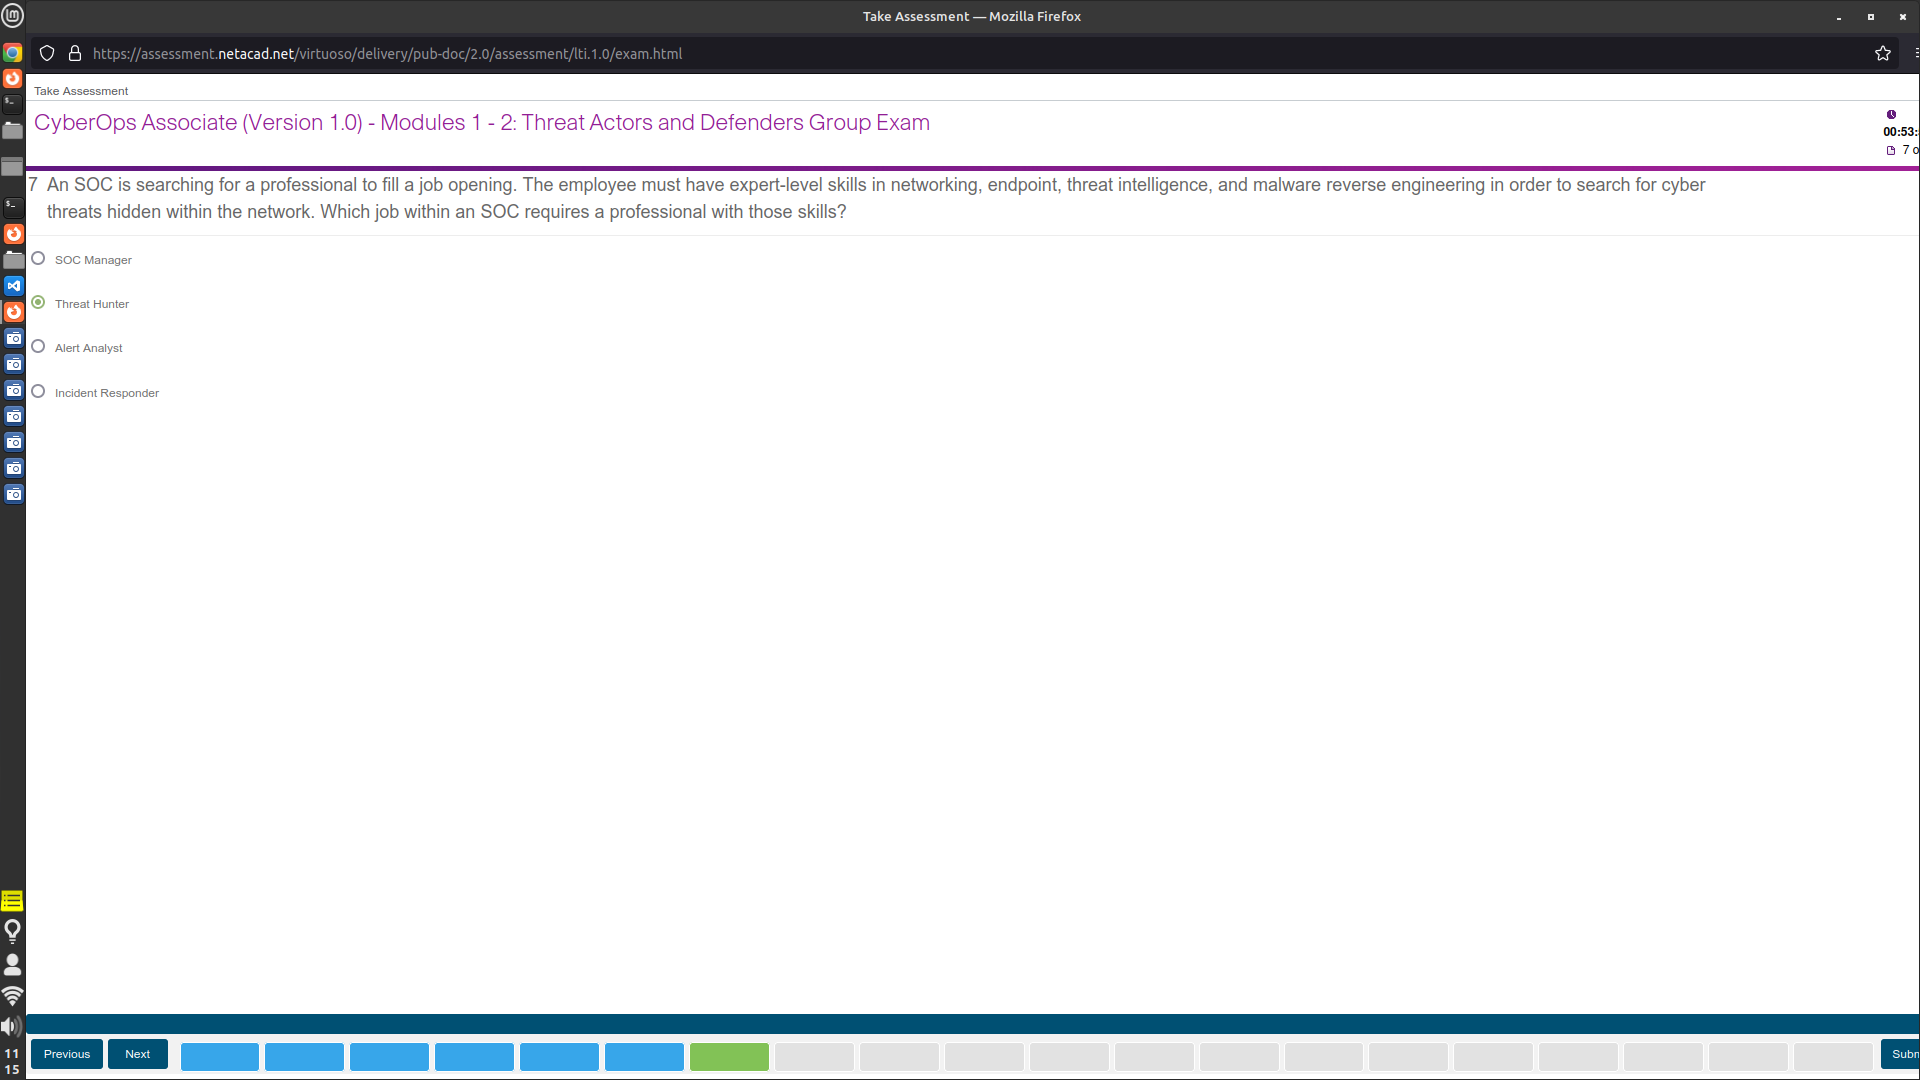 Take Assessment — Mozilla Firefox
https://assessment.netacad.net/virtuoso/delivery/pub-doc/2.0/assessment/lti.1.0/exam.html
Take Assessment
CyberOps Associate (Version 1.0) - Modules 1 - 2: Threat Actors and Defenders Group Exam
00:53:
7 o
7 An SOC is searching for a professional to fill a job opening. The employee must have expert-level skills in networking, endpoint, threat intelligence, and malware reverse engineering in order to search for cyber
threats hidden within the network. Which job within an SOC requires a professional with those skills?
SOC Manager
Threat Hunter
Alert Analyst
Incident Responder
Previous
Next
Subn
11
15